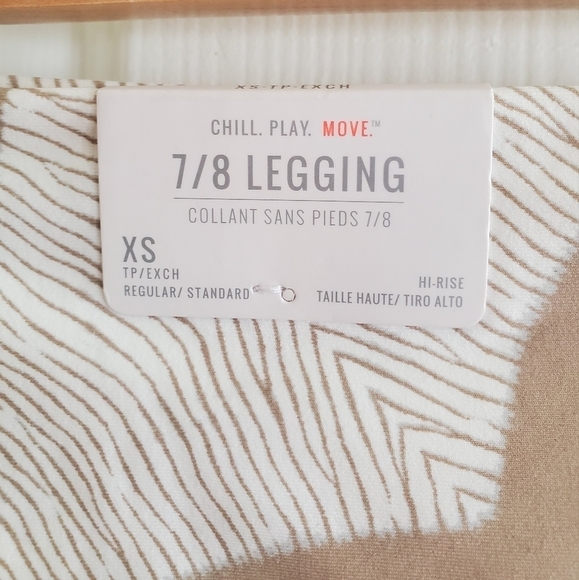 XS-TP-EXCH
CHILL. PLAY. MOVE.™
7/8 LEGGING
COLLANT SANS PIEDS 7/8
XS
TP/EXCH
REGULAR/ STANDARD
HI-RISE
TAILLE HAUTE/ TIRO ALTO